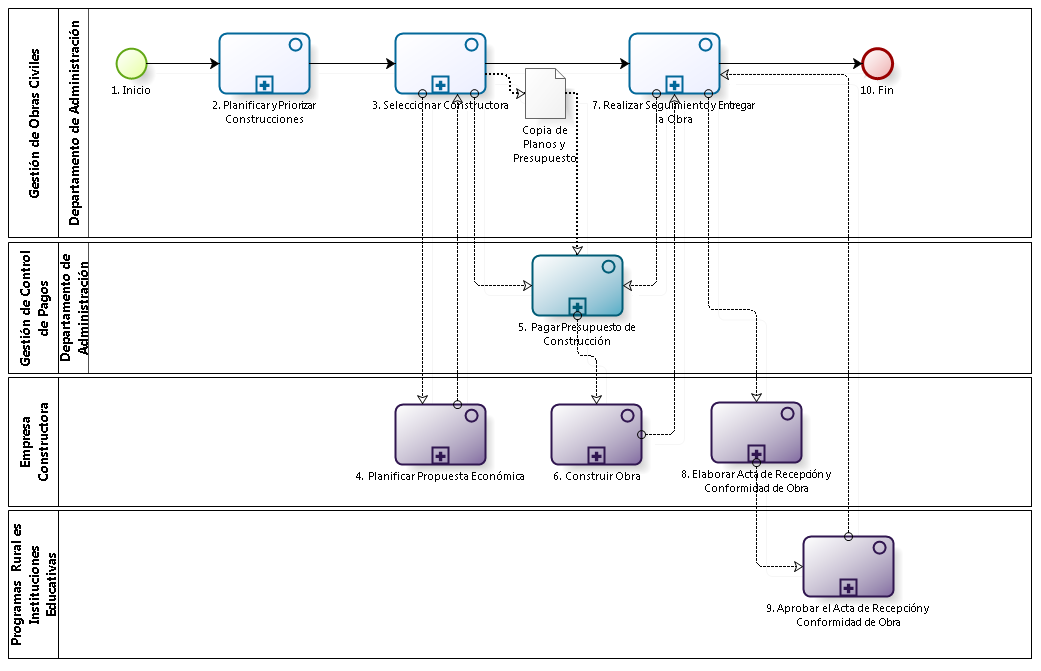 Gestión de Obras Civiles
Departamento de Administración
1. Inicio
2. Planificar y Priorizar
Construcciones
3. Seleccionar Constructora
Copia de
Planos y
Presupuesto
7. Realizar Seguimiento y Entregar
a Obra
10. Fin
Gestión de Control
de Pagos
Departamento de
Administración
5. Pagar Presupuesto de
Construcción
Empresa
Constructora
4. Planificar Propuesta Económica
6. Construir Obra
8. Elaborar Acta de Recepción y
Conformidad de Obra
Programas Rural es
Instituciones
Educativas
9. Aprobar el Acta de Recepción y
Conformidad de Obra